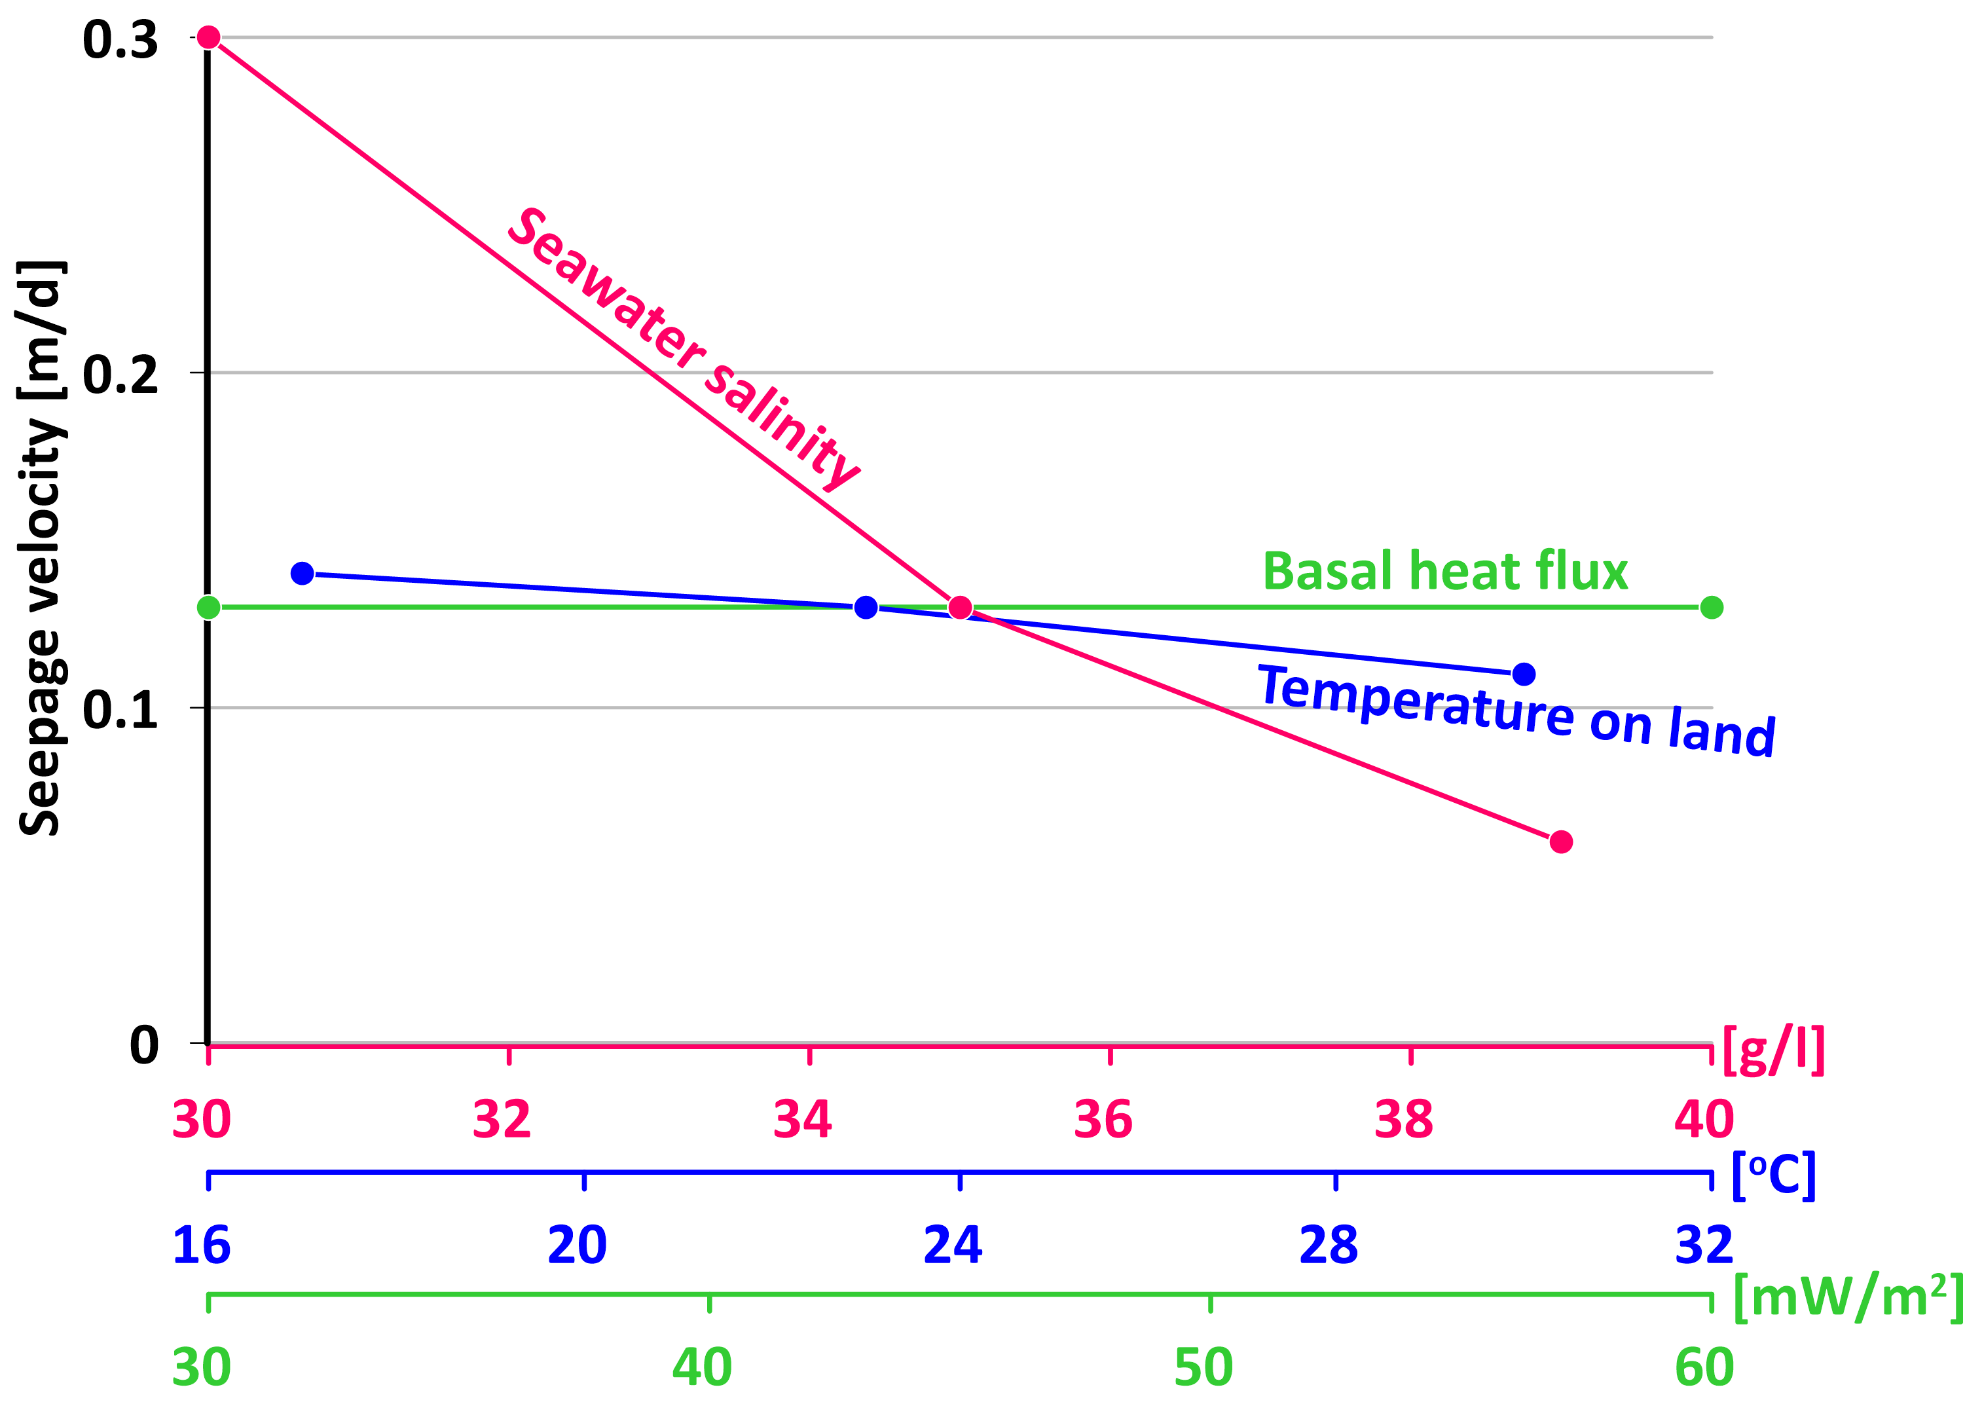 0.3
0.2
0.1
0
Seepage velocity [m/d]
Seawater salinity
Basal heat flux
Temperature on land
[g/l]
30 32 34 36 38 40
[ºC]
16 20 24 28 32
[mW/m²]
30 40 50 60